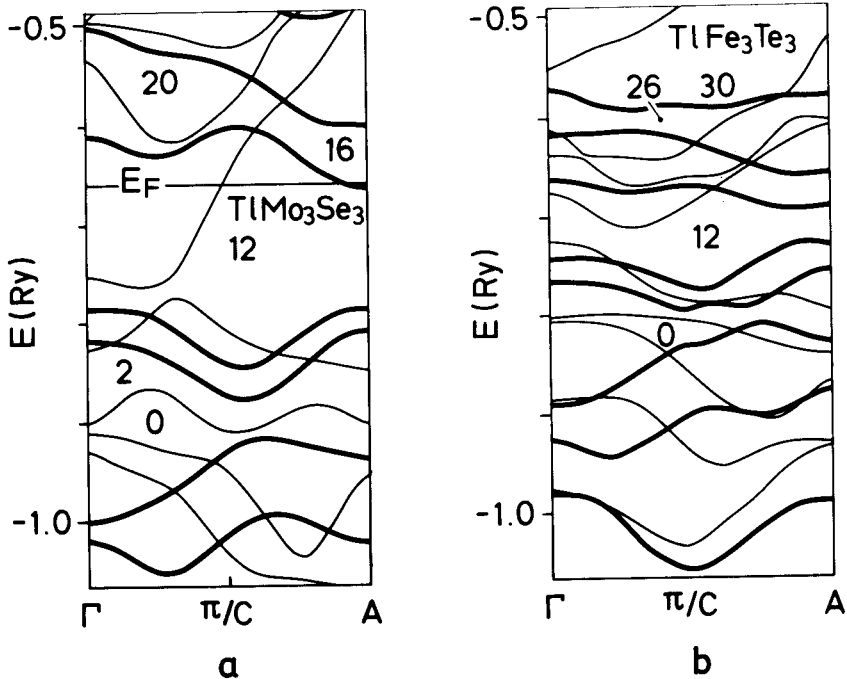 -0.5
20
16
E_F
TlMo₃Se₃
12
2
0
-1.0
E(Ry)
Γ
π/C
A
a
-0.5
TlFe₃Te₃
26
30
12
0
-1.0
E(Ry)
Γ
π/C
A
b